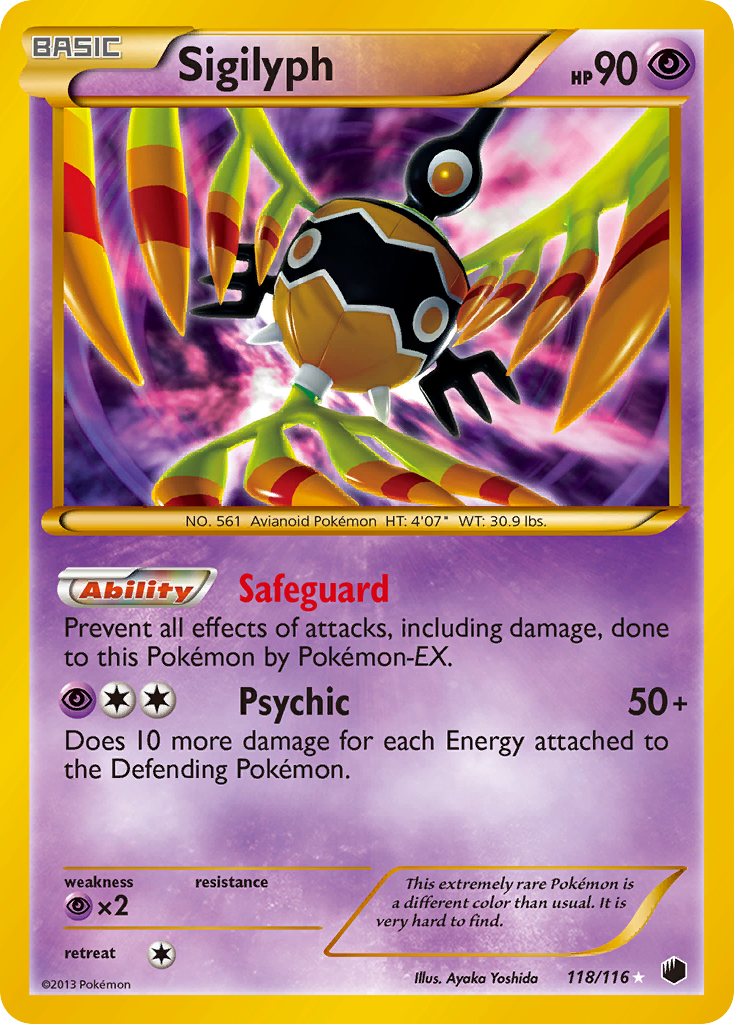 BASIC
Sigilyph
HP 90
NO. 561 Avianoid Pokémon HT: 4'07" WT: 30.9 lbs.
Ability Safeguard
Prevent all effects of attacks, including damage, done
to this Pokémon by Pokémon-EX.
Psychic 50+
Does 10 more damage for each Energy attached to
the Defending Pokémon.
weakness resistance
×2
This extremely rare Pokémon is
a different color than usual. It is
very hard to find.
retreat
©2013 Pokémon
Illus. Ayaka Yoshida
118/116